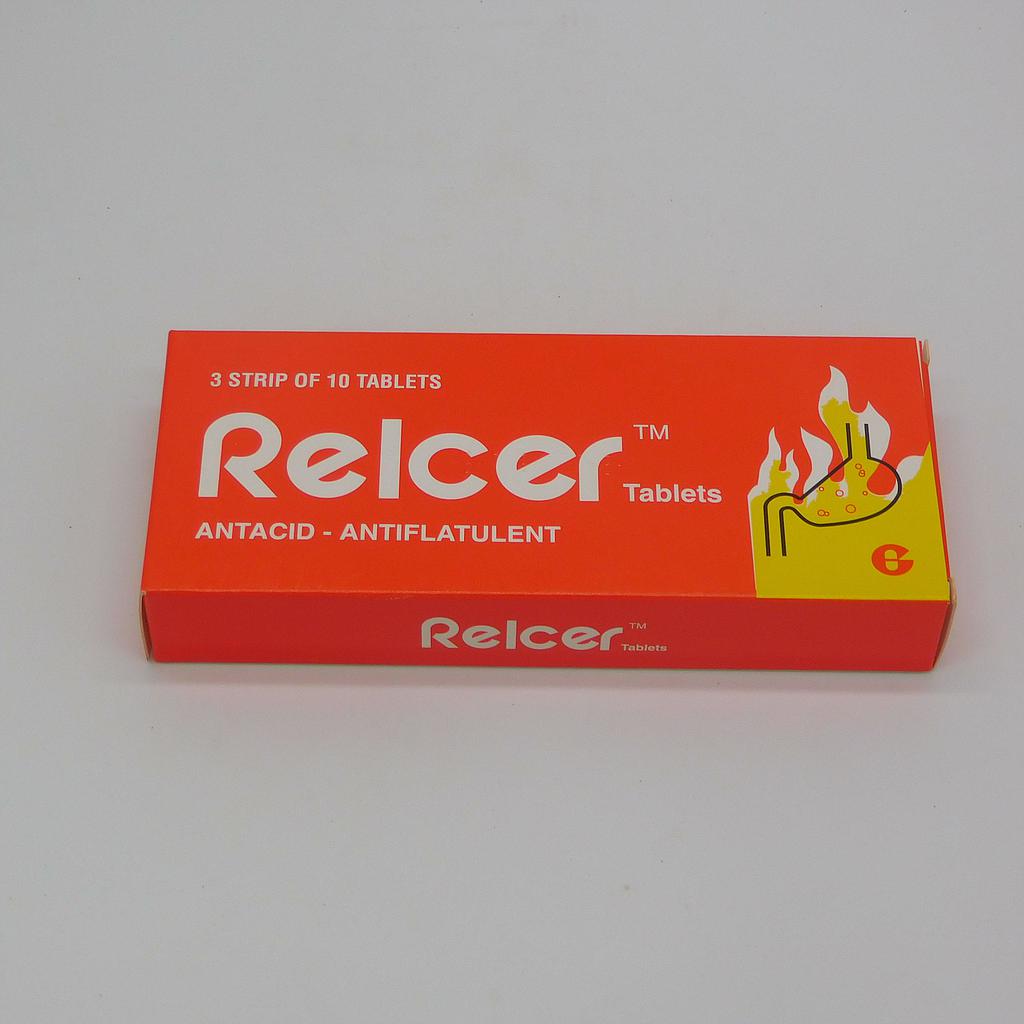 3 STRIP OF 10 TABLETS
Relcer™ Tablets
ANTACID - ANTIFLATULENT
Relcer™ Tablets